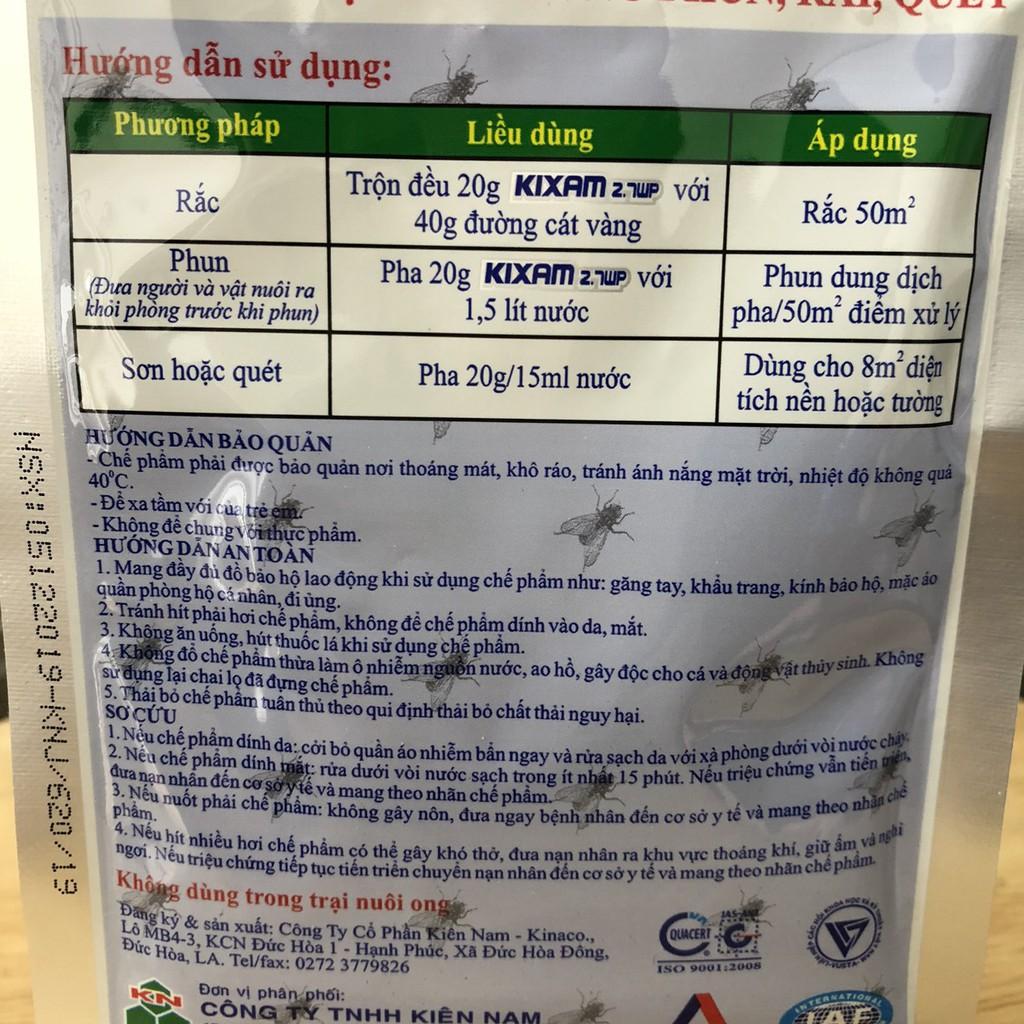 RẢI, QUÉT
Hướng dẫn sử dụng:
Phương pháp
Liều dùng
Áp dụng
Rắc
Trộn đều 20g KIXAM 2.7WP với
40g đường cát vàng
Rắc 50m²
Phun
(Đưa người và vật nuôi ra
khỏi phòng trước khi phun)
Pha 20g KIXAM 2.7WP với
1,5 lít nước
Phun dung dịch
pha/50m² điểm xử lý
Sơn hoặc quét
Pha 20g/15ml nước
Dùng cho 8m² diện
tích nền hoặc tường
HƯỚNG DẪN BẢO QUẢN
- Chế phẩm phải được bảo quản nơi thoáng mát, khô ráo, tránh ánh nắng mặt trời, nhiệt độ không quá
40⁰C.
- Để xa tầm với của trẻ em.
- Không để chung với thực phẩm.
HƯỚNG DẪN AN TOÀN
1. Mang đầy đủ đồ bảo hộ lao động khi sử dụng chế phẩm như: găng tay, khẩu trang, kính bảo hộ, mặc áo
quần phòng hộ cá nhân, đi ủng.
2. Tránh hít phải hơi chế phẩm, không để chế phẩm dính vào da, mắt.
3. Không ăn uống, hút thuốc lá khi sử dụng chế phẩm.
4. Không đổ chế phẩm thừa làm ô nhiễm nguồn nước, ao hồ, gây độc cho cá và động vật thủy sinh. Không
sử dụng lại chai lọ đã đựng chế phẩm.
5. Thải bỏ chế phẩm tuân thủ theo qui định thải bỏ chất thải nguy hại.
SƠ CỨU
1. Nếu chế phẩm dính da: cởi bỏ quần áo nhiễm bẩn ngay và rửa sạch da với xà phòng dưới vòi nước chảy.
2. Nếu chế phẩm dính mắt: rửa dưới vòi nước sạch trong ít nhất 15 phút. Nếu triệu chứng vẫn tiến triển,
đưa nạn nhân đến cơ sở y tế và mang theo nhãn chế phẩm.
3. Nếu nuốt phải chế phẩm: không gây nôn, đưa ngay bệnh nhân đến cơ sở y tế và mang theo nhãn chế
phẩm.
4. Nếu hít nhiều hơi chế phẩm có thể gây khó thở, đưa nạn nhân ra khu vực thoáng khí, giữ ấm và nghỉ
ngơi. Nếu triệu chứng tiếp tục tiến triển chuyển nạn nhân đến cơ sở y tế và mang theo nhãn chế phẩm.
Không dùng trong trại nuôi ong
Đăng ký & sản xuất: Công Ty Cổ Phần Kiên Nam - Kinaco.,
Lô MB4-3, KCN Đức Hòa 1 - Hạnh Phúc, Xã Đức Hòa Đông,
Đức Hòa, LA. Tel/fax: 0272 3779826
QUACERT
JAS-ANZ
ISO 9001:2008
KN
Đơn vị phân phối:
CÔNG TY TNHH KIÊN NAM
INTERNATIONAL
IAF
NSX:05122019-KNJ/029/19